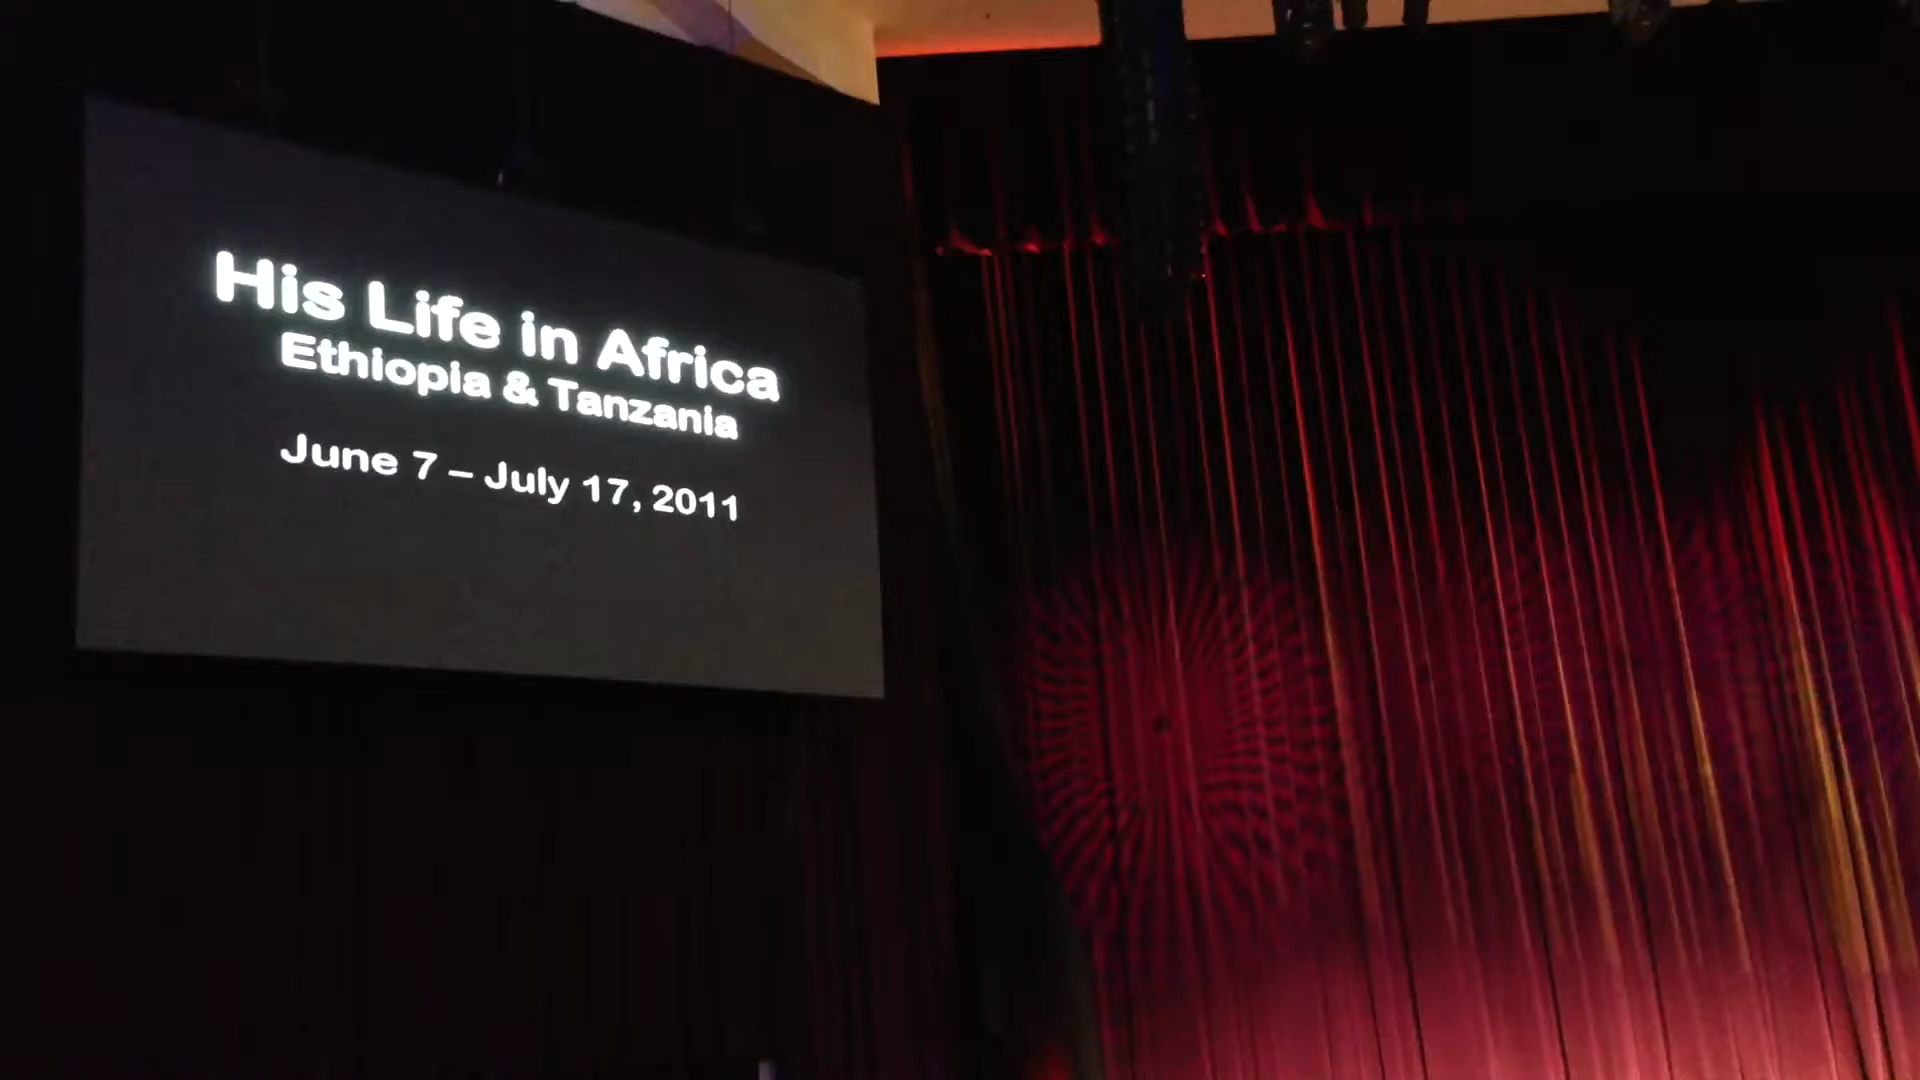 His Life in Africa
Ethiopia & Tanzania
June 7 – July 17, 2011